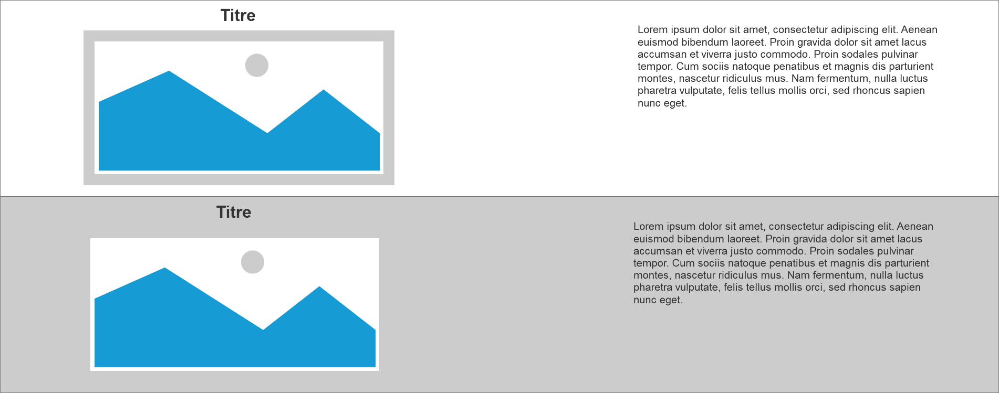 Titre
Lorem ipsum dolor sit amet, consectetur adipiscing elit. Aenean
euismod bibendum laoreet. Proin gravida dolor sit amet lacus
accumsan et viverra justo commodo. Proin sodales pulvinar
tempor. Cum sociis natoque penatibus et magnis dis parturient
montes, nascetur ridiculus mus. Nam fermentum, nulla luctus
pharetra vulputate, felis tellus mollis orci, sed rhoncus sapien
nunc eget.
Titre
Lorem ipsum dolor sit amet, consectetur adipiscing elit. Aenean
euismod bibendum laoreet. Proin gravida dolor sit amet lacus
accumsan et viverra justo commodo. Proin sodales pulvinar
tempor. Cum sociis natoque penatibus et magnis dis parturient
montes, nascetur ridiculus mus. Nam fermentum, nulla luctus
pharetra vulputate, felis tellus mollis orci, sed rhoncus sapien
nunc eget.